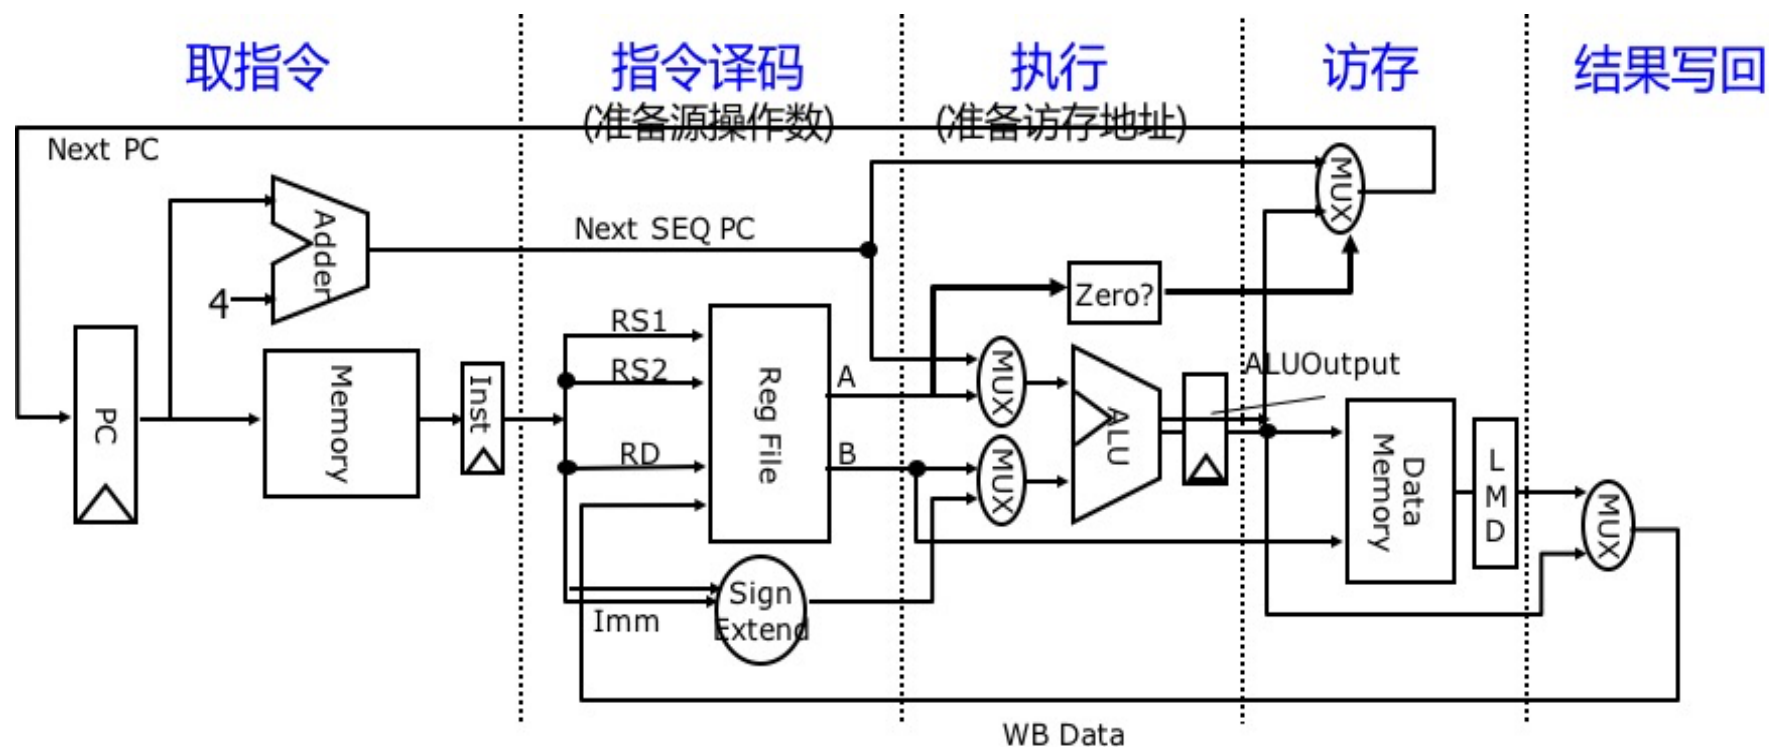 取指令
指令译码
(准备源操作数)
执行
(准备访存地址)
访存
结果写回
Next PC
Adder
4
Next SEQ PC
PC
Memory
Inst
RS1
RS2
RD
Imm
Reg File
A
B
Sign
Extend
Zero?
MUX
MUX
ALU
ALUOutput
MUX
Data
Memory
L
M
D
MUX
WB Data